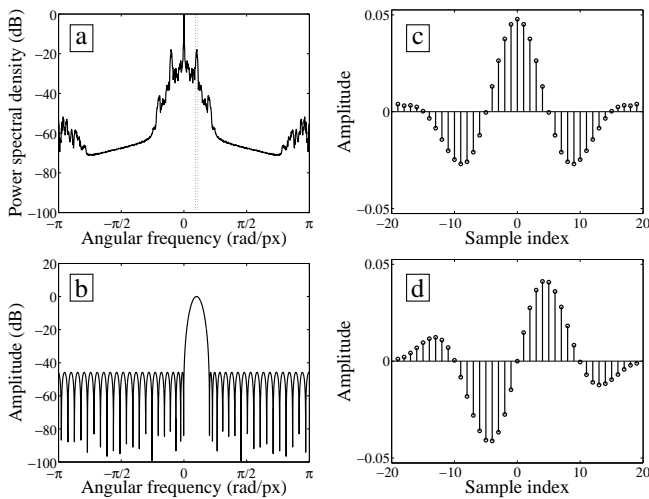 a
Power spectral density (dB)
0
−20
−40
−60
−80
−100
−π
−π/2
0
π/2
π
Angular frequency (rad/px)
c
Amplitude
0.05
0
−0.05
−20
−10
0
10
20
Sample index
b
Amplitude (dB)
20
0
−20
−40
−60
−80
−100
−π
−π/2
0
π/2
π
Angular frequency (rad/px)
d
Amplitude
0.05
0
−0.05
−20
−10
0
10
20
Sample index